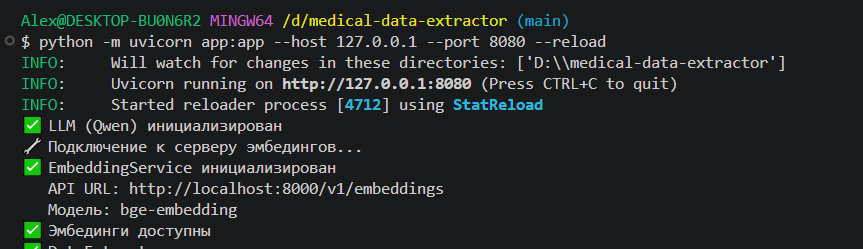 Alex@DESKTOP-BU0N6R2 MINGW64 /d/medical-data-extractor (main)
$ python -m uvicorn app:app --host 127.0.0.1 --port 8080 --reload
INFO:     Will watch for changes in these directories: ['D:\\medical-data-extractor']
INFO:     Uvicorn running on http://127.0.0.1:8080 (Press CTRL+C to quit)
INFO:     Started reloader process [4712] using StatReload
✅ LLM (Qwen) инициализирован
🔧 Подключение к серверу эмбедингов...
✅ EmbeddingService инициализирован
   API URL: http://localhost:8000/v1/embeddings
   Модель: bge-embedding
✅ Эмбединги доступны